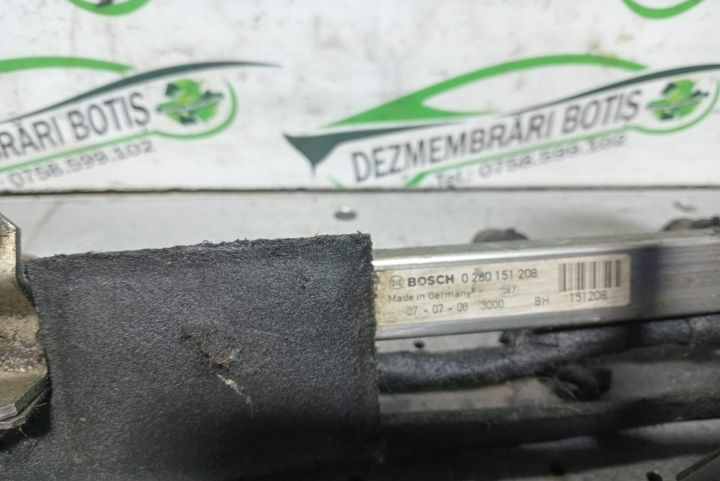 DEZMEMBRĂRI BOTIȘ
Tel.: 0758.599.102
MBRĂRI BOTIȘ
0758.599.102
BOSCH 0 280 151 208
Made in Germany 087
07-07-08 3000 BH 151208